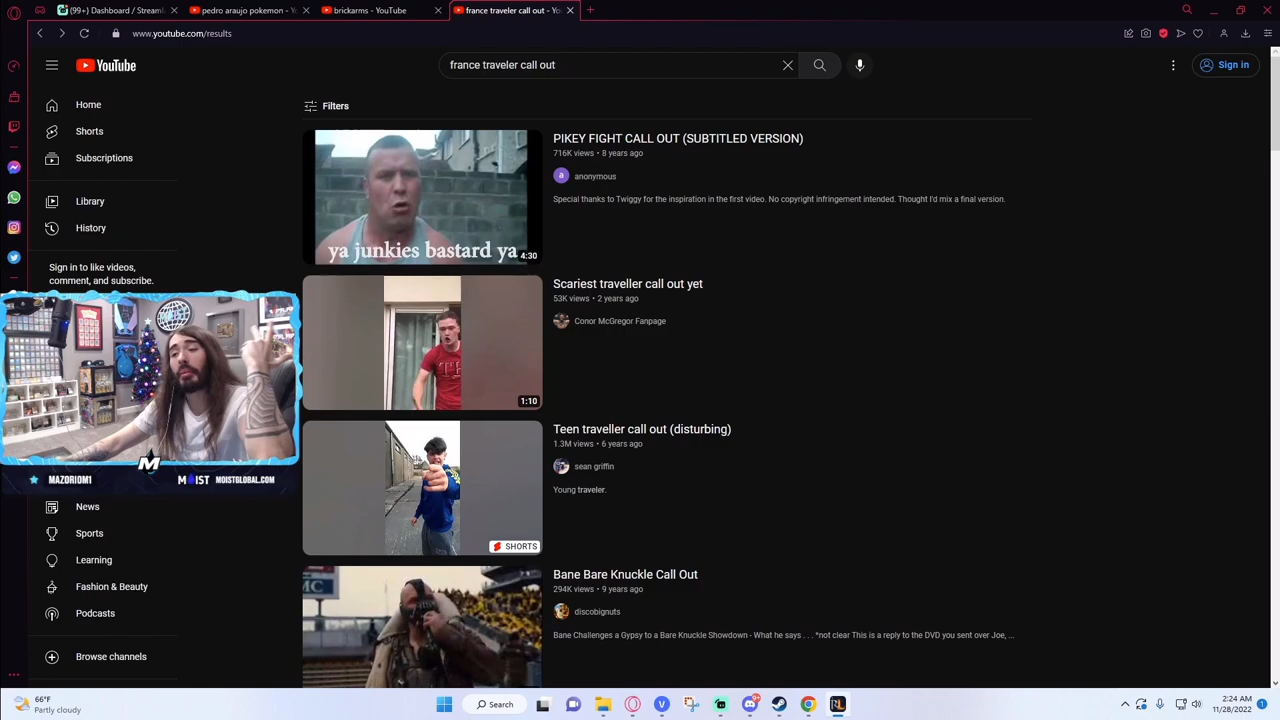 (99+) Dashboard / Streamla
pedro araujo pokemon - Yo
brickarms - YouTube
france traveler call out - You
www.youtube.com/results
YouTube
france traveler call out
Sign in
Home
Shorts
Subscriptions
Library
History
Sign in to like videos,
comment, and subscribe.
Filters
ya junkies bastard ya
4:30
PIKEY FIGHT CALL OUT (SUBTITLED VERSION)
716K views • 8 years ago
a
anonymous
Special thanks to Twiggy for the inspiration in the first video. No copyright infringement intended. Thought I'd mix a final version.
1:10
Scariest traveller call out yet
53K views • 2 years ago
Conor McGregor Fanpage
SHORTS
Teen traveller call out (disturbing)
1.3M views • 6 years ago
sean griffin
Young traveler.
Bane Bare Knuckle Call Out
294K views • 9 years ago
discobignuts
Bane Challenges a Gypsy to a Bare Knuckle Showdown - What he says . . . *not clear This is a reply to the DVD you sent over Joe, ...
M
MAZORIOM1
MOIST
MOISTGLOBAL.COM
News
Sports
Learning
Fashion & Beauty
Podcasts
Browse channels
66°F
Partly cloudy
Search
2:24 AM
11/28/2022